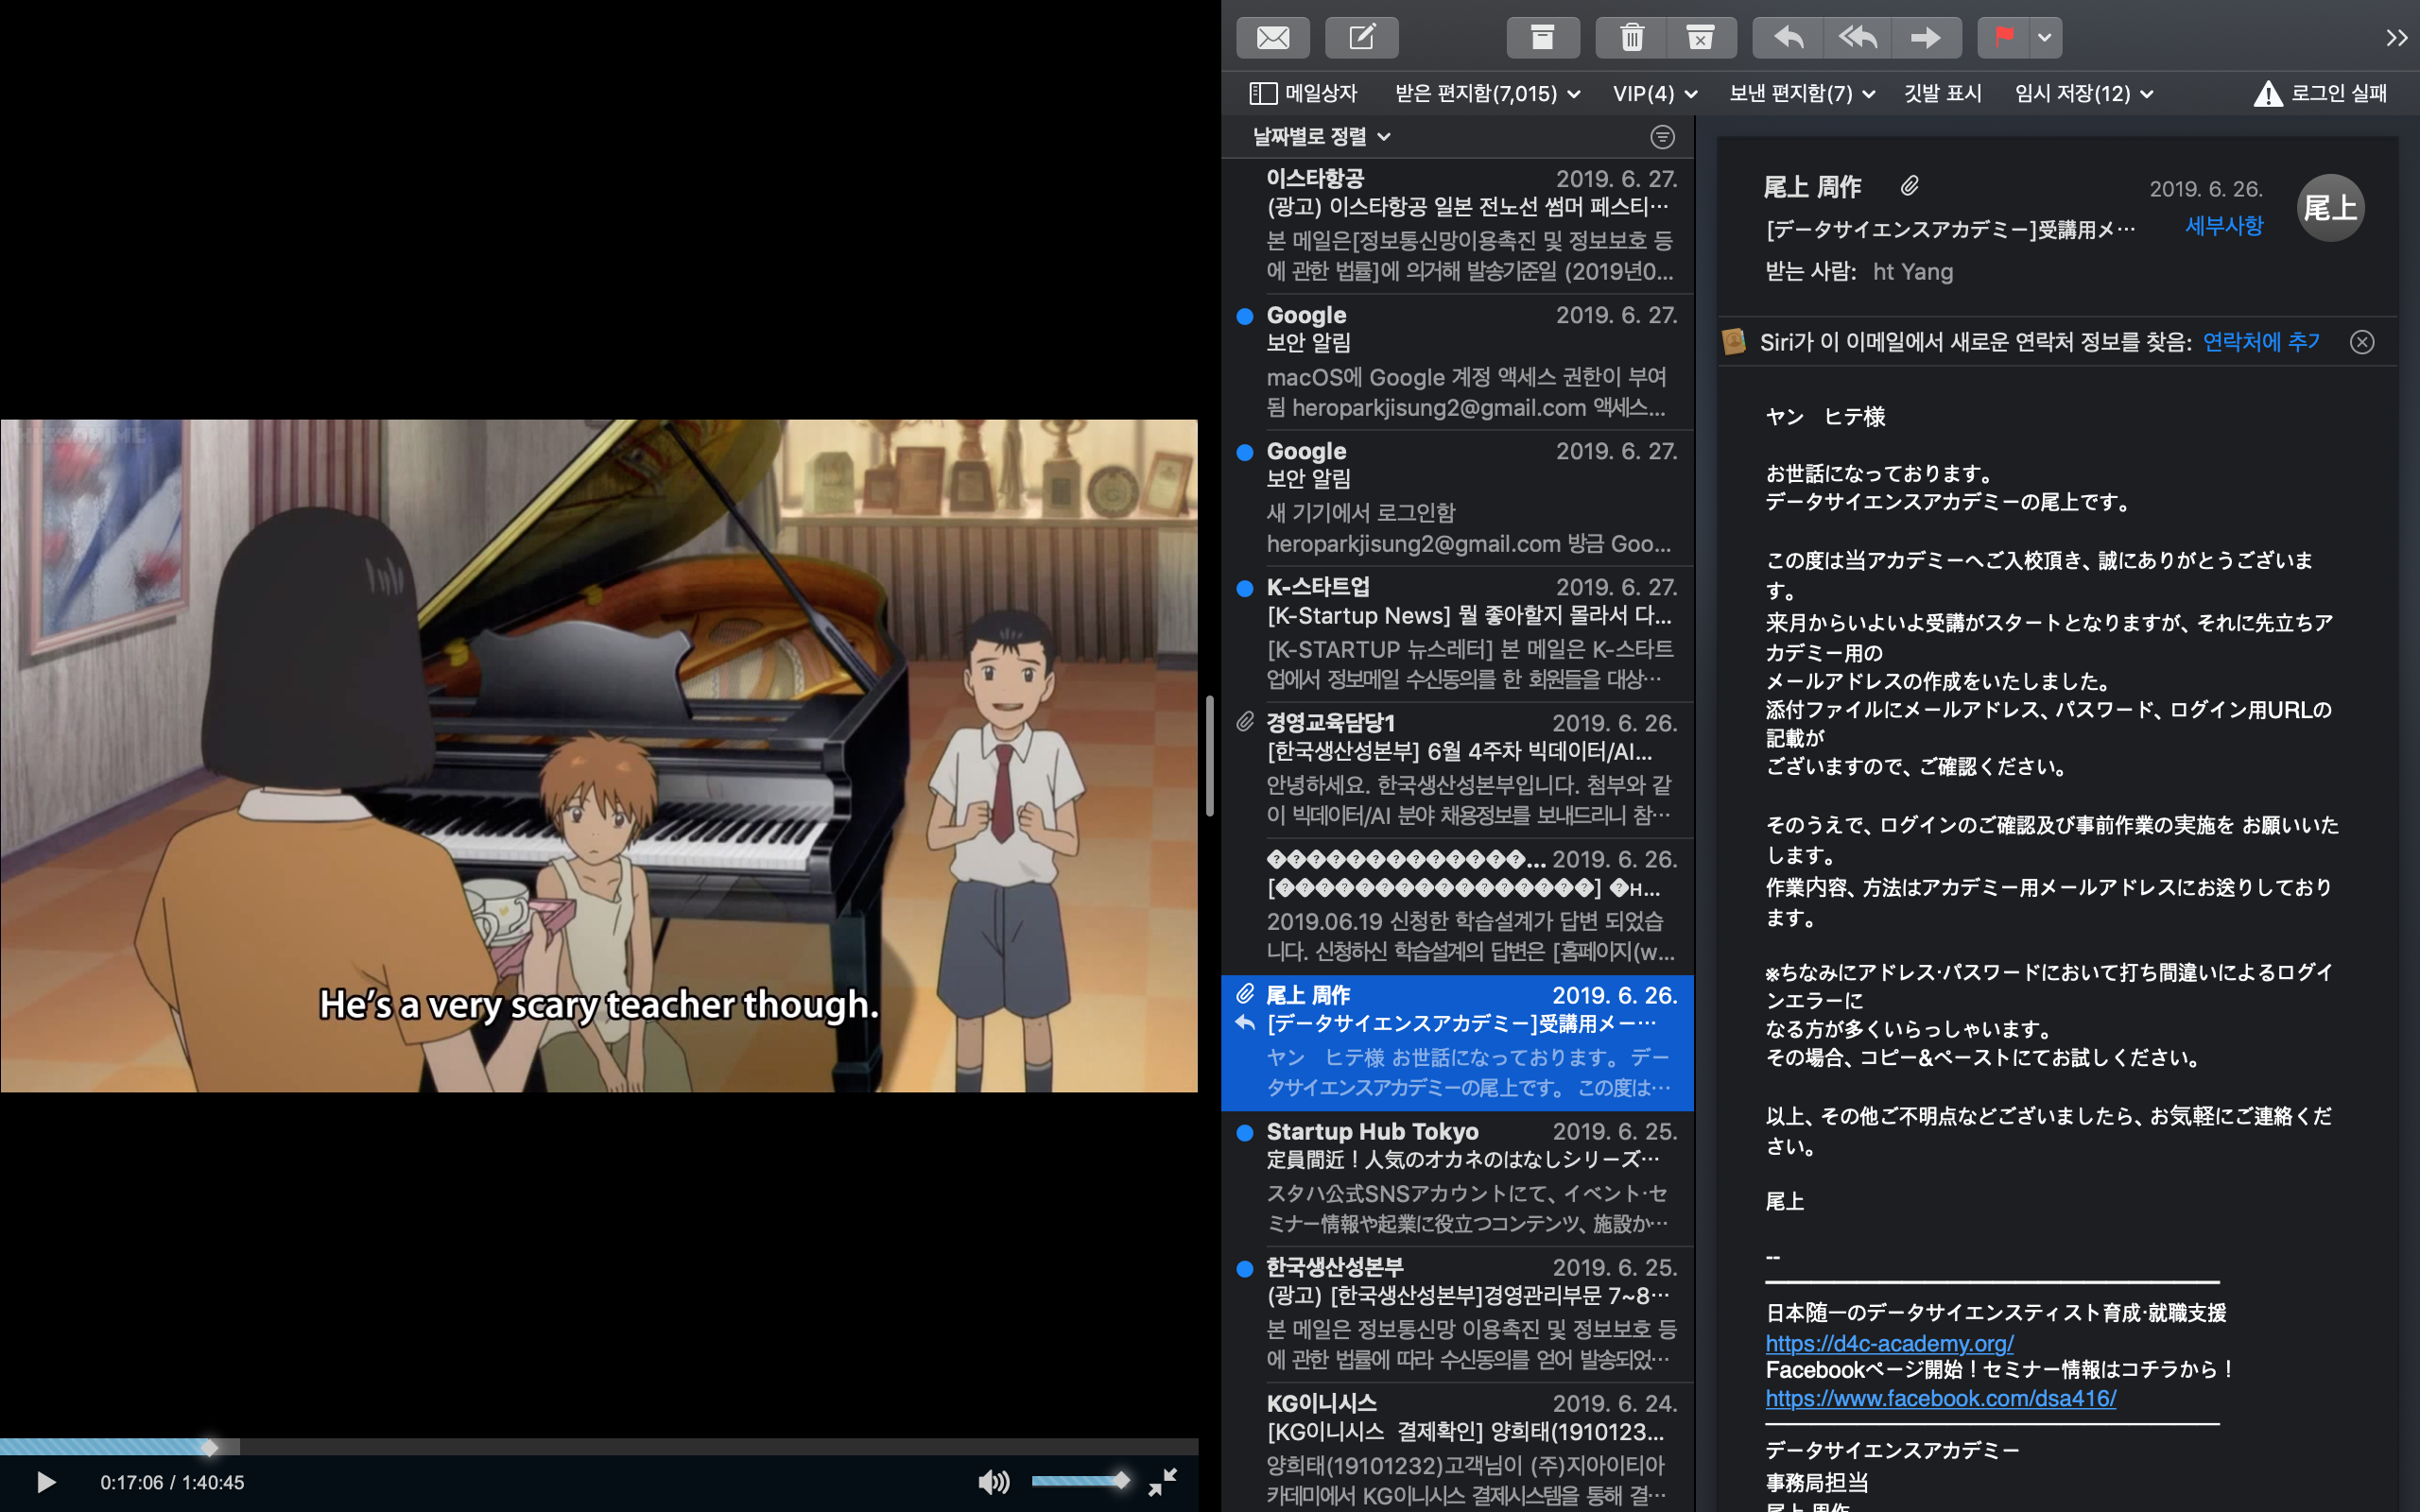 He's a very scary teacher though.
0:17:06 / 1:40:45
메일상자
받은 편지함(7,015)
VIP(4)
보낸 편지함(7)
깃발 표시
임시 저장(12)
로그인 실패
날짜별로 정렬
이스타항공 2019. 6. 27.
(광고) 이스타항공 일본 전노선 썸머 페스티…
본 메일은[정보통신망이용촉진 및 정보보호 등
에 관한 법률]에 의거해 발송기준일 (2019년0...
Google 2019. 6. 27.
보안 알림
macOS에 Google 계정 액세스 권한이 부여
됨 heroparkjisung2@gmail.com 액세스...
Google 2019. 6. 27.
보안 알림
새 기기에서 로그인함
heroparkjisung2@gmail.com 방금 Goo...
K-스타트업 2019. 6. 27.
[K-Startup News] 뭘 좋아할지 몰라서 다...
[K-STARTUP 뉴스레터] 본 메일은 K-스타트
업에서 정보메일 수신동의를 한 회원들을 대상…
경영교육담당1 2019. 6. 26.
[한국생산성본부] 6월 4주차 빅데이터/AI...
안녕하세요. 한국생산성본부입니다. 첨부와 같
이 빅데이터/AI 분야 채용정보를 보내드리니 참…
�������������... 2019. 6. 26.
[����������������] �H...
2019.06.19 신청한 학습설계가 답변 되었습
니다. 신청하신 학습설계의 답변은 [홈페이지(w...
尾上 周作 2019. 6. 26.
[データサイエンスアカデミー]受講用メー…
ヤン　ヒテ様 お世話になっております。 デー
タサイエンスアカデミーの尾上です。 この度は…
Startup Hub Tokyo 2019. 6. 25.
定員間近！人気のオカネのはなしシリーズ…
スタハ公式SNSアカウントにて、イベント·セ
ミナー情報や起業に役立つコンテンツ、施設か…
한국생산성본부 2019. 6. 25.
(광고) [한국생산성본부]경영관리부문 7~8…
본 메일은 정보통신망 이용촉진 및 정보보호 등
에 관한 법률에 따라 수신동의를 얻어 발송되었…
KG이니시스 2019. 6. 24.
[KG이니시스 결제확인] 양희태(1910123...
양희태(19101232)고객님이 (주)지아이티아
카데미에서 KG이니시스 결제시스템을 통해 결…
尾上 周作 2019. 6. 26.
尾上
[データサイエンスアカデミー]受講用メ… 세부사항
받는 사람: ht Yang
Siri가 이 이메일에서 새로운 연락처 정보를 찾음: 연락처에 추가
ヤン　ヒテ様
お世話になっております。
データサイエンスアカデミーの尾上です。
この度は当アカデミーへご入校頂き、誠にありがとうございま
す。
来月からいよいよ受講がスタートとなりますが、それに先立ちア
カデミー用の
メールアドレスの作成をいたしました。
添付ファイルにメールアドレス、パスワード、ログイン用URLの
記載が
ございますので、ご確認ください。
そのうえで、ログインのご確認及び事前作業の実施を お願いいた
します。
作業内容、方法はアカデミー用メールアドレスにお送りしており
ます。
※ちなみにアドレス·パスワードにおいて打ち間違いによるログイ
ンエラーに
なる方が多くいらっしゃいます。
その場合、コピー&ペーストにてお試しください。
以上、その他ご不明点などございましたら、お気軽にご連絡くだ
さい。
尾上
--
日本随一のデータサイエンスティスト育成·就職支援
https://d4c-academy.org/
Facebookページ開始！セミナー情報はコチラから！
https://www.facebook.com/dsa416/
データサイエンスアカデミー
事務局担当
尾上 周作